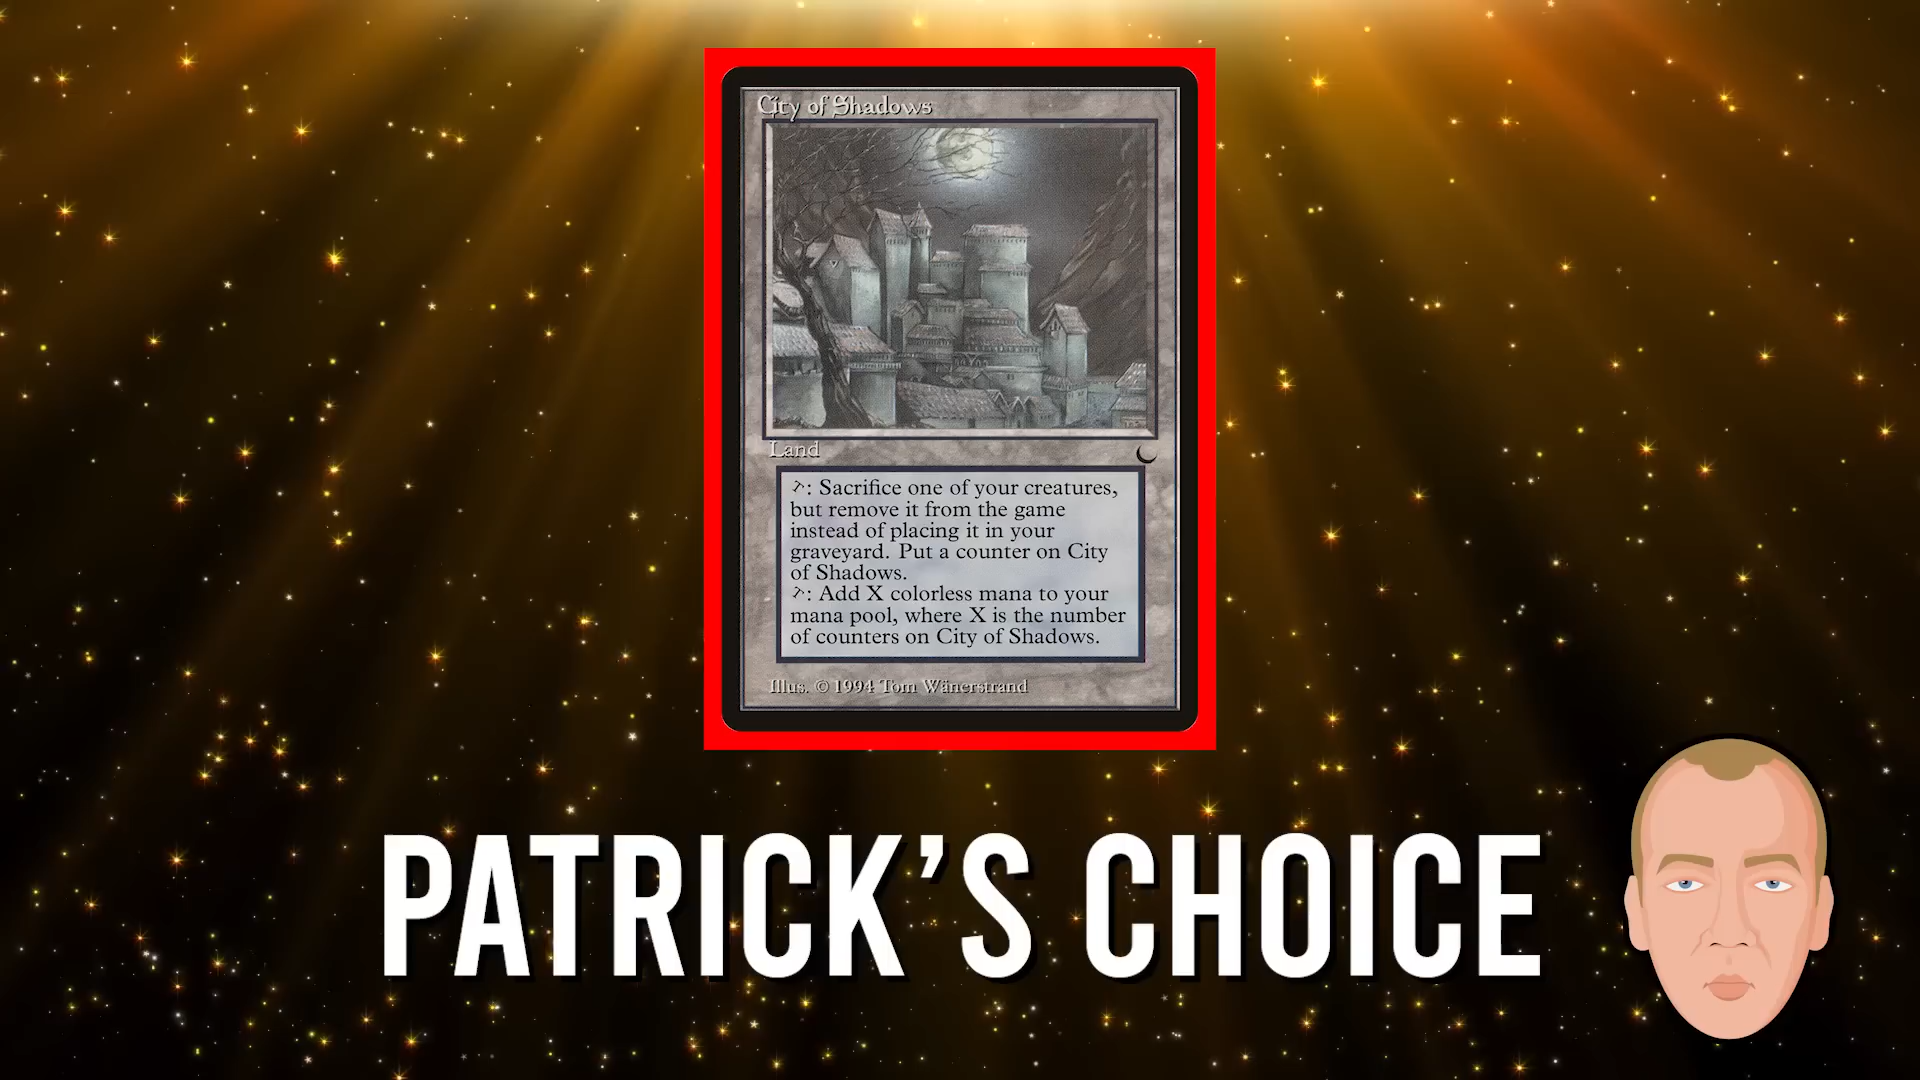 City of Shadows
Land
: Sacrifice one of your creatures,
but remove it from the game
instead of placing it in your
graveyard. Put a counter on City
of Shadows.
: Add X colorless mana to your
mana pool, where X is the number
of counters on City of Shadows.
Illus. © 1994 Tom Wänerstrand
PATRICK'S CHOICE